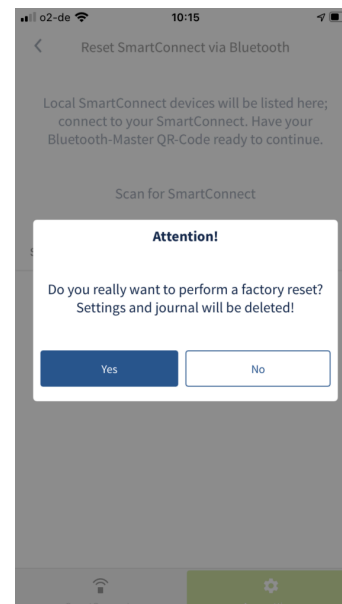 o2-de 10:15
Reset SmartConnect via Bluetooth
Local SmartConnect devices will be listed here;
connect to your SmartConnect. Have your
Bluetooth-Master QR-Code ready to continue.
Scan for SmartConnect
Attention!
Do you really want to perform a factory reset?
Settings and journal will be deleted!
Yes No